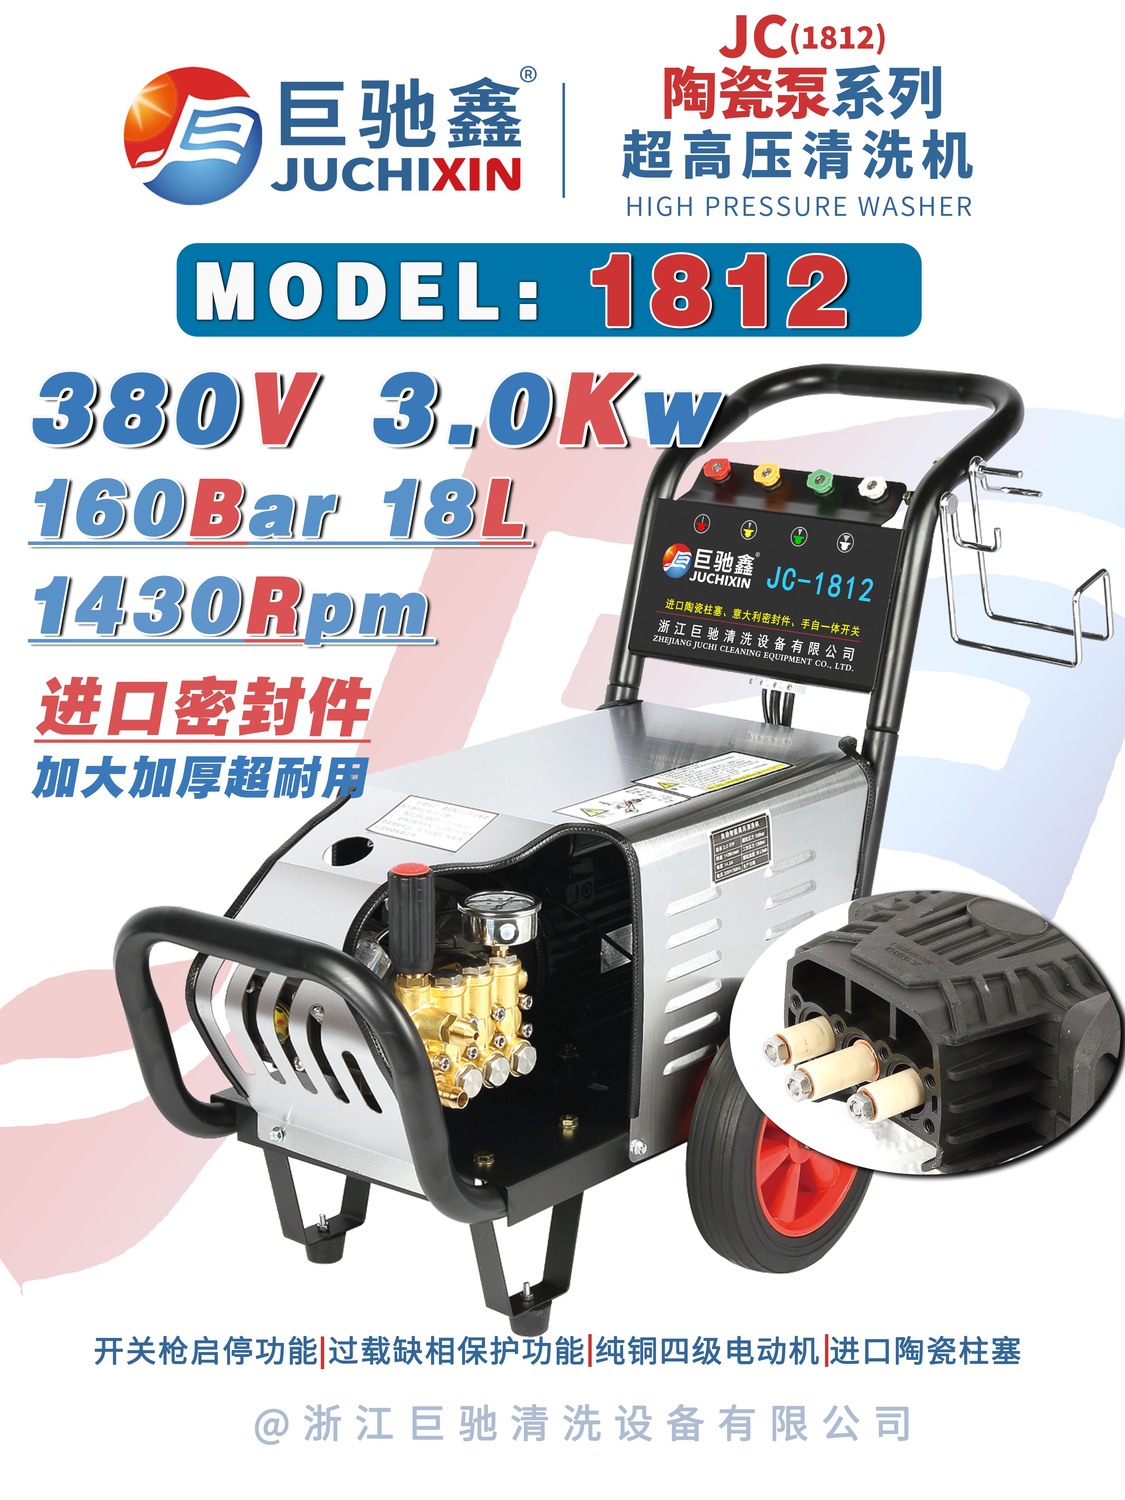 巨驰鑫®
JUCHIXIN
JC(1812)
陶瓷泵系列
超高压清洗机
HIGH PRESSURE WASHER
MODEL: 1812
380V 3.0Kw
160Bar 18L
1430Rpm
进口密封件
加大加厚超耐用
巨驰鑫®
JUCHIXIN
JC-1812
进口陶瓷柱塞、意大利密封件、手自一体开关
浙江巨驰清洗设备有限公司
ZHEJIANG JUCHI CLEANING EQUIPMENT CO., LTD.
开关枪启停功能|过载缺相保护功能|纯铜四级电动机|进口陶瓷柱塞
@浙江巨驰清洗设备有限公司